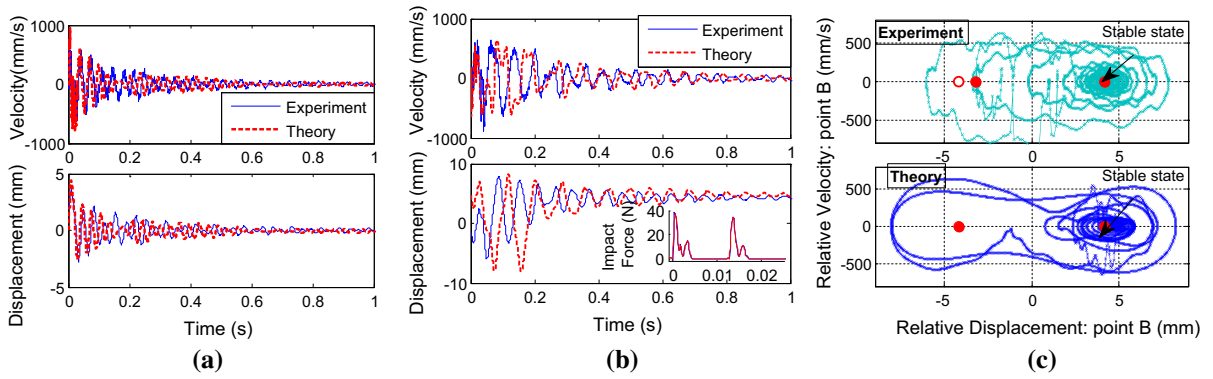 1000
0
-1000
Velocity(mm/s)
Experiment
Theory
0 0.2 0.4 0.6 0.8 1
5
0
-5
Displacement (mm)
0 0.2 0.4 0.6 0.8 1
Time (s)
(a)
1000
0
-1000
Velocity (mm/s)
Experiment
Theory
0 0.2 0.4 0.6 0.8 1
10
0
-10
Displacement (mm)
Impact
Force (N)
40
20
0
0 0.01 0.02
0 0.2 0.4 0.6 0.8 1
Time (s)
(b)
Relative Velocity: point B (mm/s)
Experiment
Stable state
500
0
-500
-5 0 5
Theory
Stable state
500
0
-500
-5 0 5
Relative Displacement: point B (mm)
(c)